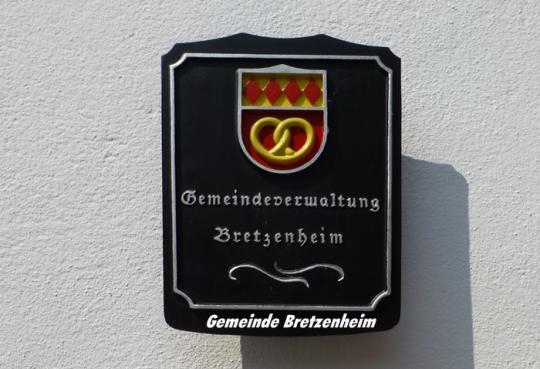 Gemeindeverwaltung
Bretzenheim
Gemeinde Bretzenheim